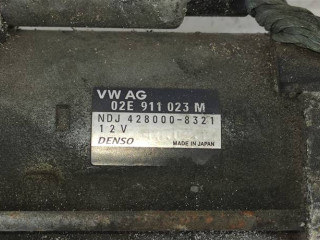 VW AG
02E 911 023 M
NDJ 428000-8321
12V
DENSO MADE IN JAPAN